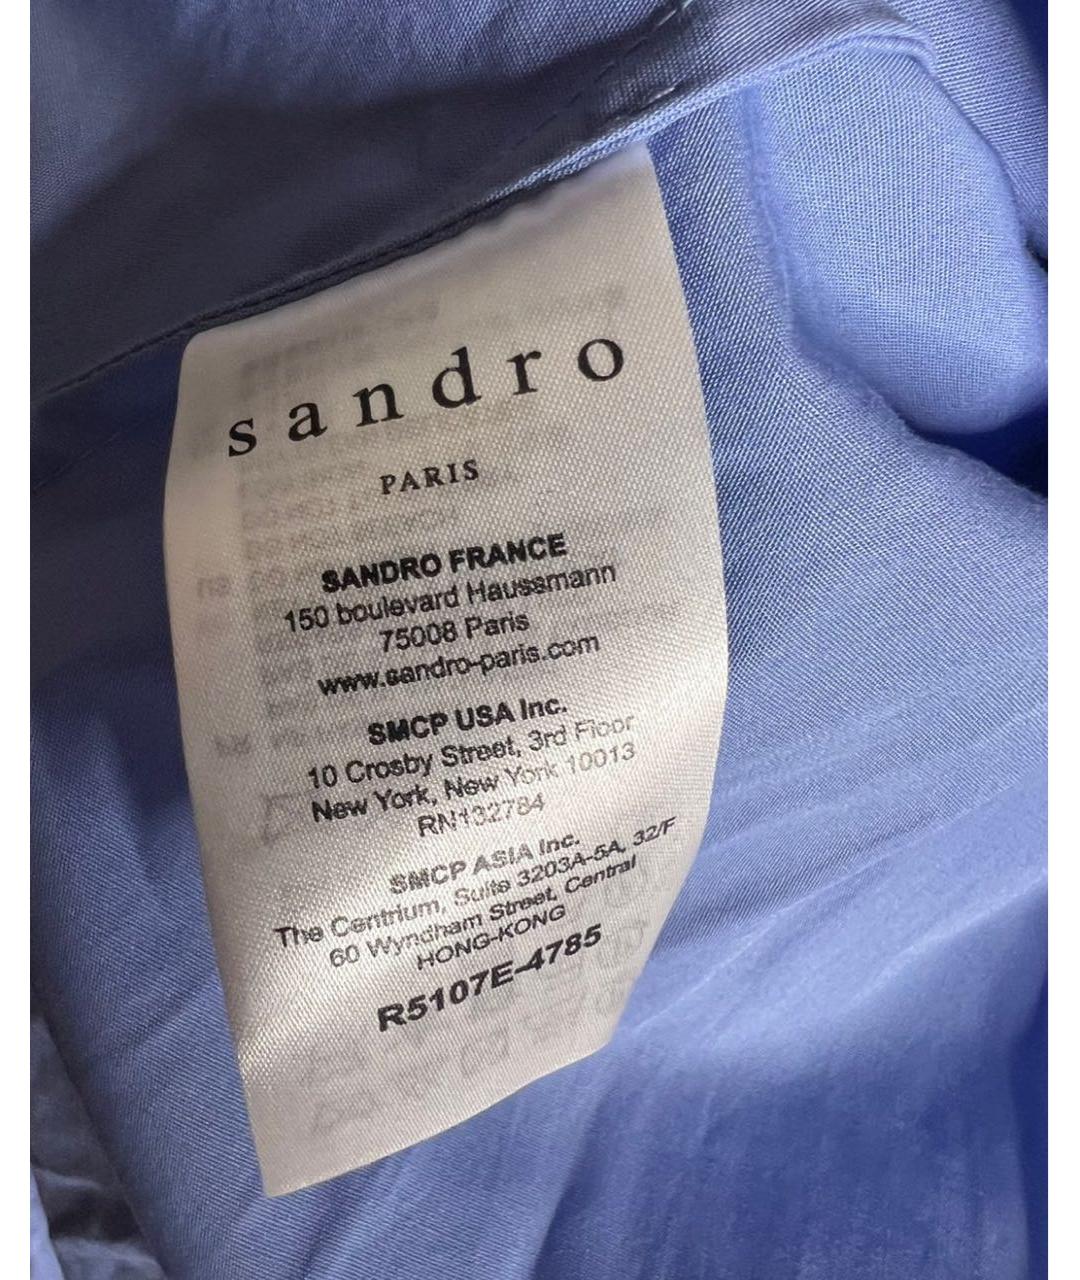 sandro
PARIS
SANDRO FRANCE
150 boulevard Haussmann
75008 Paris
www.sandro-paris.com
SMCP USA Inc.
10 Crosby Street, 3rd Floor
New York, New York 10013
RN132784
SMCP ASIA Inc.
The Centrium, Suite 3203A-5A, 32/F
60 Wyndham Street, Central
HONG-KONG
R5107E-4785